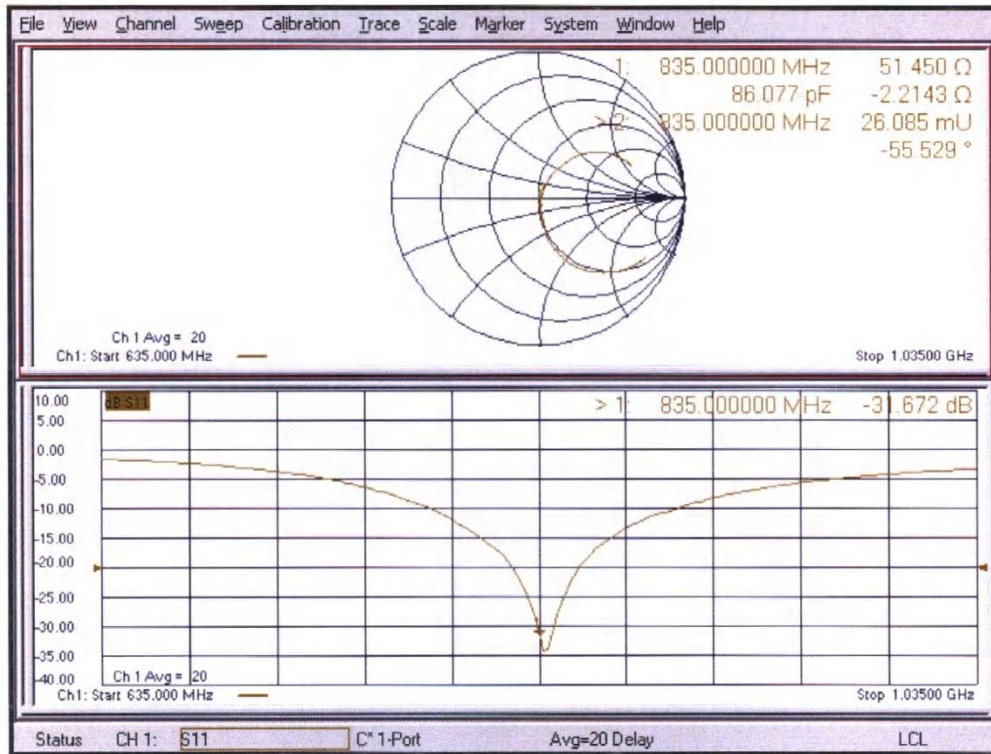 File View Channel Sweep Calibration Trace Scale Marker System Window Help
1: 835.000000 MHz 51.450 Ω
86.077 pF -2.2143 Ω
> 2: 835.000000 MHz 26.085 mU
-55.529 °
Ch 1 Avg = 20
Ch1: Start 635.000 MHz Stop 1.03500 GHz
10.00 dB S11 > 1: 835.000000 MHz -31.672 dB
5.00
0.00
-5.00
-10.00
-15.00
-20.00
-25.00
-30.00
-35.00
-40.00 Ch 1 Avg = 20
Ch1: Start 635.000 MHz Stop 1.03500 GHz
Status CH 1: S11 C* 1-Port Avg=20 Delay LCL